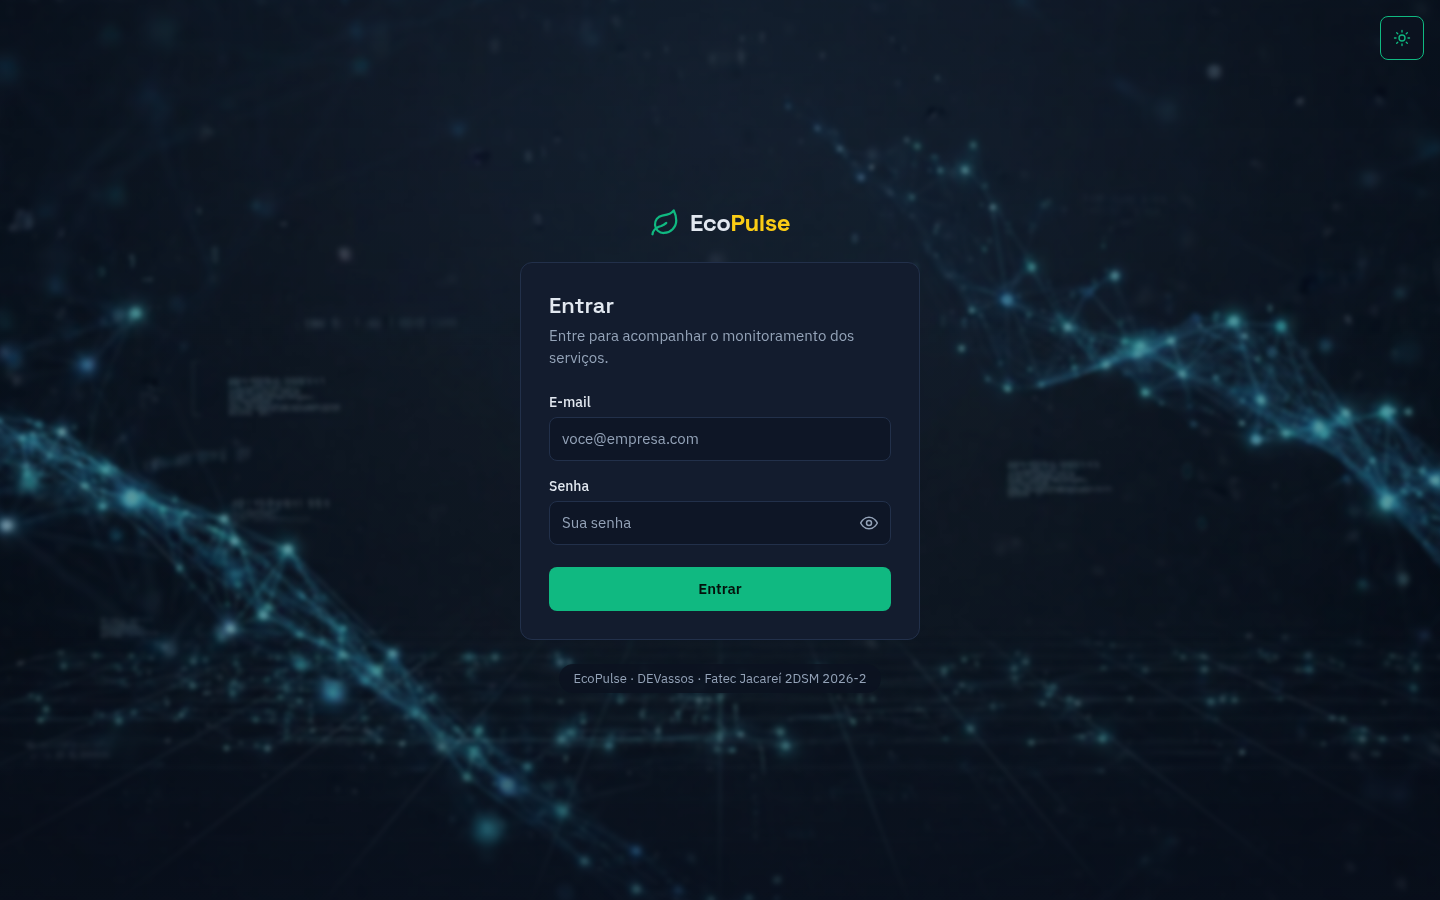 EcoPulse
Entrar
Entre para acompanhar o monitoramento dos
serviços.
E-mail
voce@empresa.com
Senha
Sua senha
Entrar
EcoPulse · DEVassos · Fatec Jacareí 2DSM 2026-2